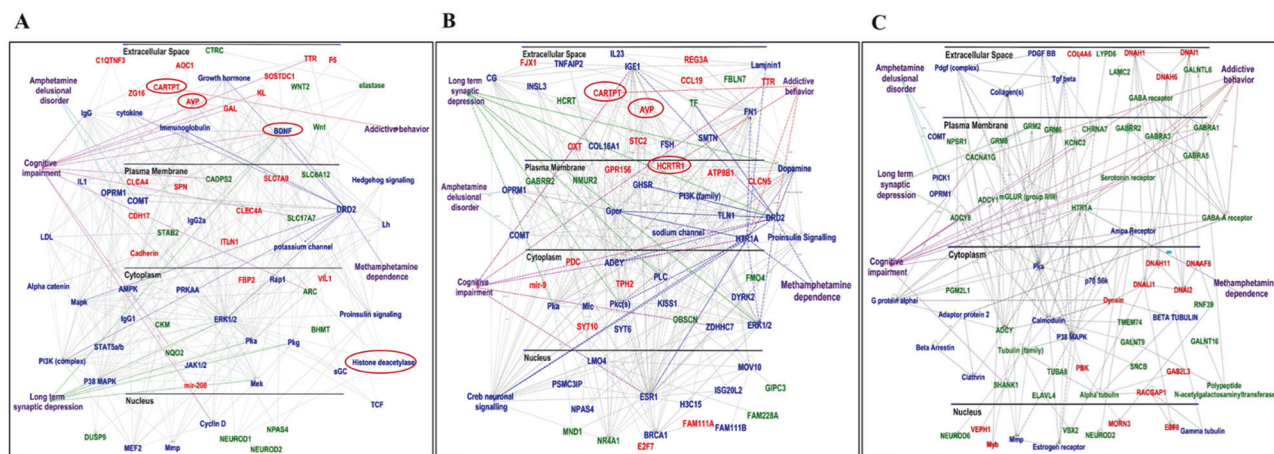 A
Extracellular Space
CTRC
C1QTNF3
AOC1
TTR
F5
Amphetamine
delusional
disorder
Growth hormone
SOSTDC1
ZG16
CARTPT
KL
WNT2
elastase
AVP
GAL
IgG
cytokine
Immunoglobulin
BDNF
Wnt
Addictive behavior
Cognitive
impairment
Plasma Membrane
IL1
CLCA4
SPN
CADPS2
SLC7A9
SLC6A12
Hedgehog signaling
OPRM1
COMT
CDH17
CLEC4A
DRD2
IgG2a
SLC17A7
Lh
STAB2
LDL
ITLN1
potassium channel
Cadherin
Methamphetamine
dependence
Cytoplasm
Alpha catenin
AMPK
PRKAA
FBP2
Rap1
VIL1
Mapk
ARC
IgG1
ERK1/2
Proinsulin signaling
CKM
STAT5a/b
Pka
Pkg
BHMT
NQO2
PI3K (complex)
JAK1/2
Histone deacetylase
sGC
P38 MAPK
mir-208
Mek
Long term
synaptic depression
Nucleus
TCF
Cyclin D
DUSP9
NPAS4
MEF2
Mmp
NEUROD1
NEUROD2
B
Extracellular Space
IL23
REG3A
FJX1
TNFAIP2
IGE1
Lamnin1
Long term
synaptic
depression
CG
INSL3
CCL19
FBLN7
TTR
Addictive
behavior
HCRT
CARTPT
TF
AVP
FN1
SMTN
OXT
STC2
COL16A1
FSH
Plasma Membrane
GPR156
HCRTR1
ATP8B1
Dopamine
GABRR2
NMUR2
CLCN5
Amphetamine
delusional
disorder
OPRM1
GHSR
PI3K (family)
Gpcr
TLN1
DRD2
COMT
sodium channel
HTR1A
Proinsulin Signalling
Cytoplasm
PDC
ADCY
Cognitive
impairment
mir-9
TPH2
PLC
FMO4
Methamphetamine
dependence
Pka
Mlc
Pkc(s)
KISS1
DYRK2
OBSCN
SYT10
SYT6
ZDHHC7
ERK1/2
Nucleus
LMO4
MOV10
PSMC3IP
ISG20L2
GIPC3
Creb neuronal
signalling
NPAS4
ESR1
H3C15
FAM228A
MND1
NR4A1
BRCA1
FAM111A
FAM111B
E2F7
C
Extracellular Space
PDGF BB
COL4A6
LYPD6
DNAH1
DNAI1
Pdgf (complex)
Tgf beta
LAMC2
DNAH6
GALNTL6
Amphetamine
delusional
disorder
Collagen(s)
GABA receptor
Addictive
behavior
Plasma Membrane
GRM2
GRM6
CHRNA7
GABRR2
GABRA1
COMT
NPSR1
GRM8
KCNC2
GABRA3
CACNA1G
GABRA5
Long term
synaptic
depression
PICK1
Serotonin receptor
OPRM1
ADCY1
mGLUR (group II/III)
ADCY8
HTR1A
GABA-A receptor
Ampa Receptor
Cognitive
impairment
Cytoplasm
Pka
DNAH11
DNAAF5
p70 S6k
DNALI1
DNAI2
Methamphetamine
dependence
PGM2L1
G protein alphai
Dynein
RNF39
Adaptor protein 2
Calmodulin
TMEM74
BETA TUBULIN
ADCY
P38 MAPK
Beta Arrestin
Tubulin (family)
GALNT9
GALNT16
TUBA8
PBK
SNCB
GAS2L3
Clathrin
SHANK1
Polypeptide
N-acetylgalactosaminyltransferase
ELAVL4
Alpha tubulin
RACGAP1
Nucleus
VEPH1
VSX2
MORN3
NEUROD6
Mmp
NEUROD2
Gamma tubulin
Myb
Estrogen receptor